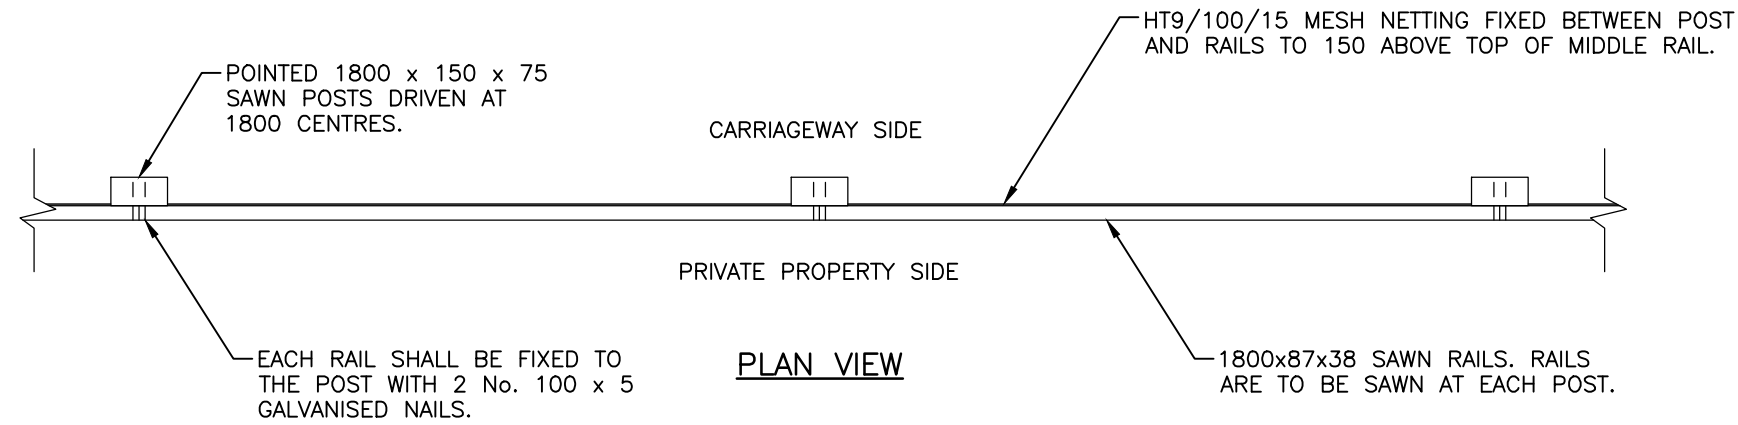 HT9/100/15 MESH NETTING FIXED BETWEEN POST
AND RAILS TO 150 ABOVE TOP OF MIDDLE RAIL.
POINTED 1800 x 150 x 75
SAWN POSTS DRIVEN AT
1800 CENTRES.
CARRIAGEWAY SIDE
PRIVATE PROPERTY SIDE
EACH RAIL SHALL BE FIXED TO
THE POST WITH 2 No. 100 x 5
GALVANISED NAILS.
PLAN VIEW
1800x87x38 SAWN RAILS. RAILS
ARE TO BE SAWN AT EACH POST.